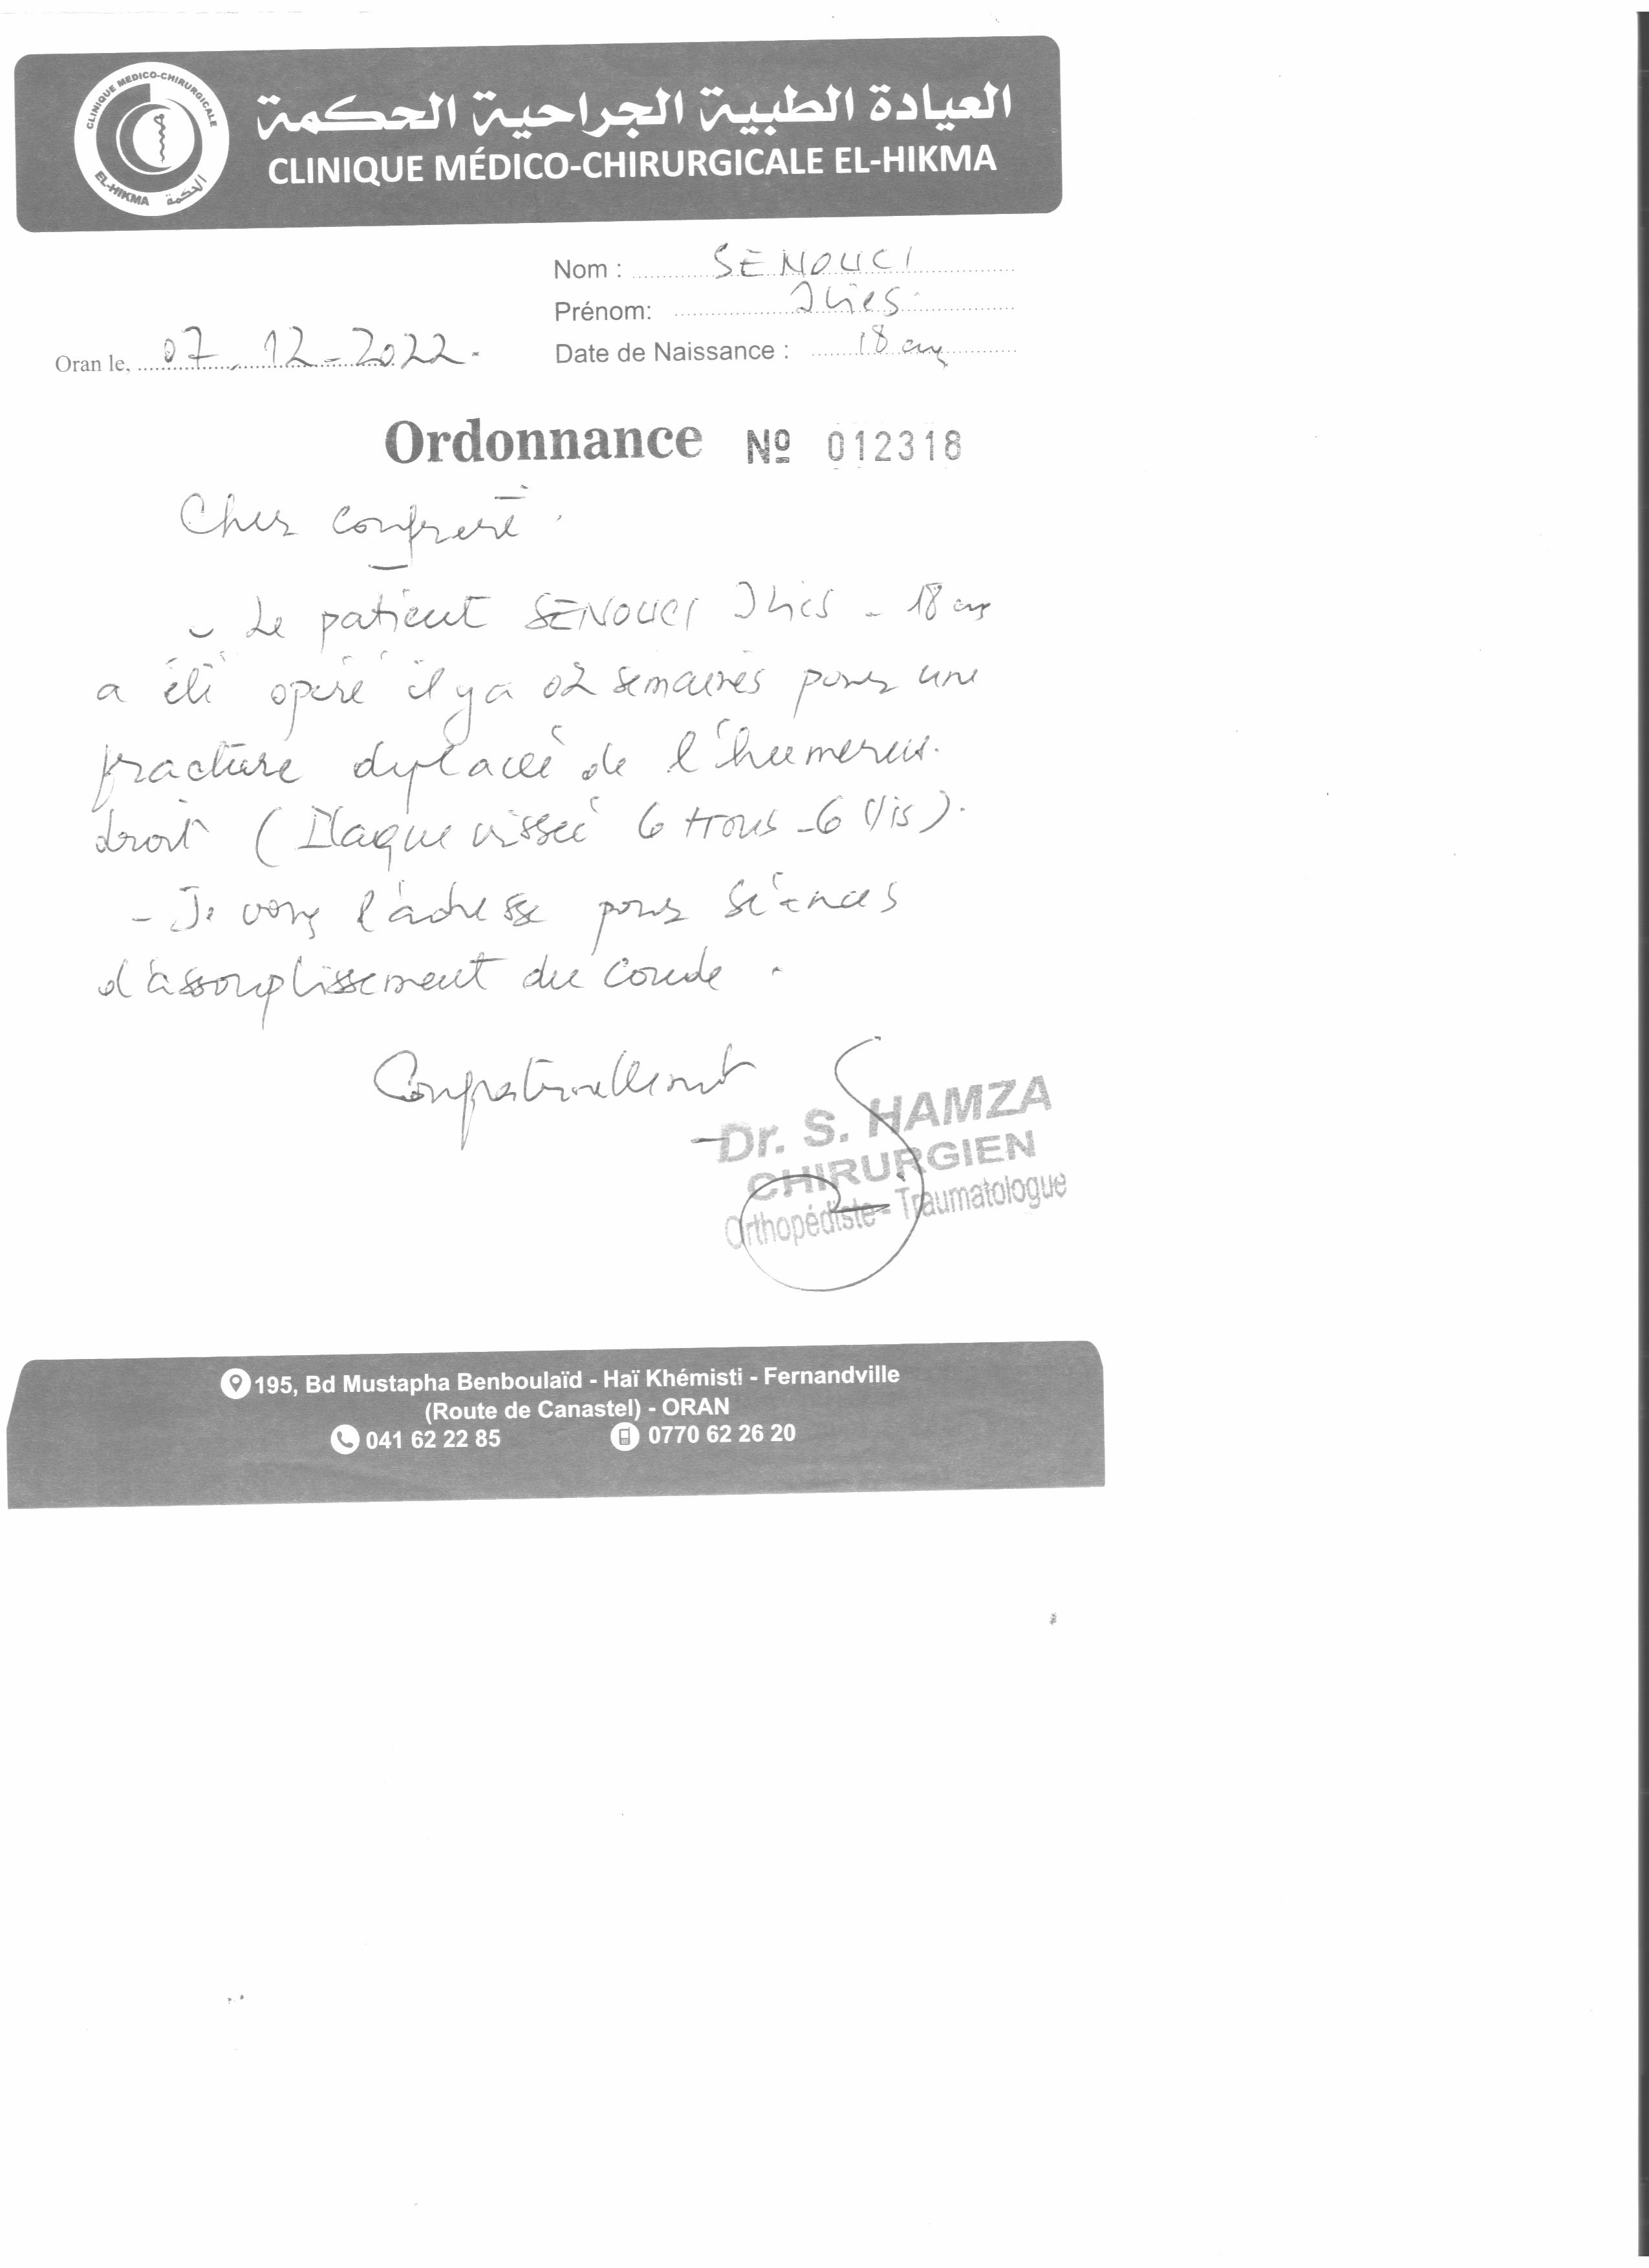 العيادة الطبية الجراحية الحكمة
CLINIQUE MÉDICO-CHIRURGICALE EL-HIKMA
CLINIQUE MEDICO-CHIRURGICALE
EL-HIKMA الحكمة
Nom : SENOUCI
Prénom: Ilies
Oran le, 07-12-2022.
Date de Naissance : 18 ans
Ordonnance Nº 012318
Cher confrere
- Le patient SENOUCI Ilies - 18 ans
a été opéré il y a 02 semaines pour une
fracture deplacée de l'humerus
droit (Plaque vissée 6 trous - 6 Vis).
- Je vous l'adresse pour séances
d'assouplissement du coude.
Confraternellement
Dr. S. HAMZA
CHIRURGIEN
Orthopédiste - Traumatologue
195, Bd Mustapha Benboulaïd - Haï Khémisti - Fernandville
(Route de Canastel) - ORAN
041 62 22 85 0770 62 26 20